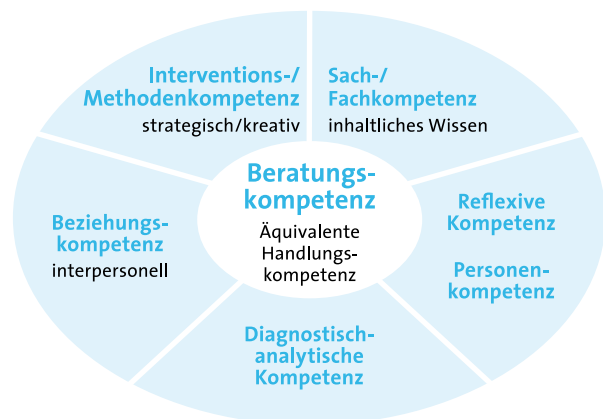 Interventions-/
Methodenkompetenz
strategisch/kreativ
Sach-/
Fachkompetenz
inhaltliches Wissen
Beratungs-
kompetenz
Äquivalente
Handlungs-
kompetenz
Beziehungs-
kompetenz
interpersonell
Reflexive
Kompetenz
Personen-
kompetenz
Diagnostisch-
analytische
Kompetenz